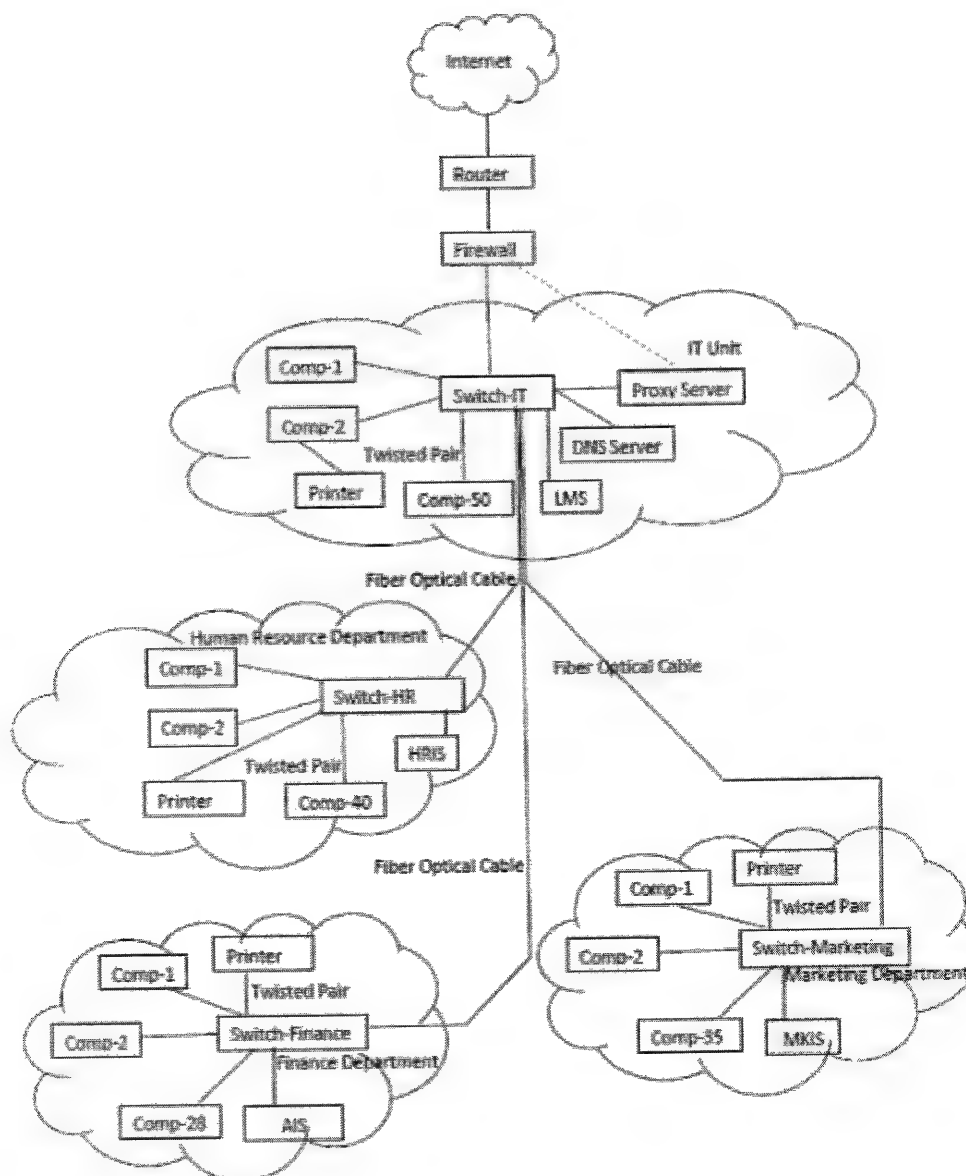 Internet
Router
Firewall
IT Unit
Comp-1
Switch-IT
Proxy Server
Comp-2
DNS Server
Twisted Pair
Printer
Comp-50
LMS
Fiber Optical Cable
Human Resource Department
Comp-1
Fiber Optical Cable
Switch-HR
Comp-2
HRIS
Twisted Pair
Printer
Comp-40
Fiber Optical Cable
Printer
Comp-1
Twisted Pair
Switch-Marketing
Comp-2
Marketing Department
Comp-35
MKIS
Printer
Comp-1
Twisted Pair
Switch-Finance
Comp-2
Finance Department
Comp-28
AIS